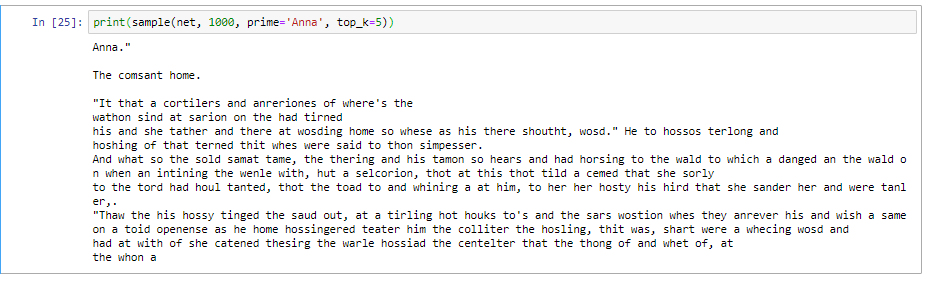 In [25]: print(sample(net, 1000, prime='Anna', top_k=5))
Anna."
The comsant home.
"It that a cortilers and anreriones of where's the
wathon sind at sarion on the had tirned
his and she tather and there at wosding home so whese as his there shoutht, wosd." He to hossos terlong and
hoshing of that terned thit whes were said to thon simpesser.
And what so the sold samat tame, the thering and his tamon so hears and had horsing to the wald to which a danged an the wald o
n when an intining the wenle with, hut a selcorion, thot at this thot tild a cemed that she sorly
to the tord had houl tanted, thot the toad to and whinirg a at him, to her her hosty his hird that she sander her and were tanl
er,.
"Thaw the his hossy tinged the saud out, at a tirling hot houks to's and the sars wostion whes they anrever his and wish a same
on a toid openense as he home hossingered teater him the colliter the hosling, thit was, shart were a whecing wosd and
had at with of she catened thesirg the warle hossiad the centelter that the thong of and whet of, at
the whon a